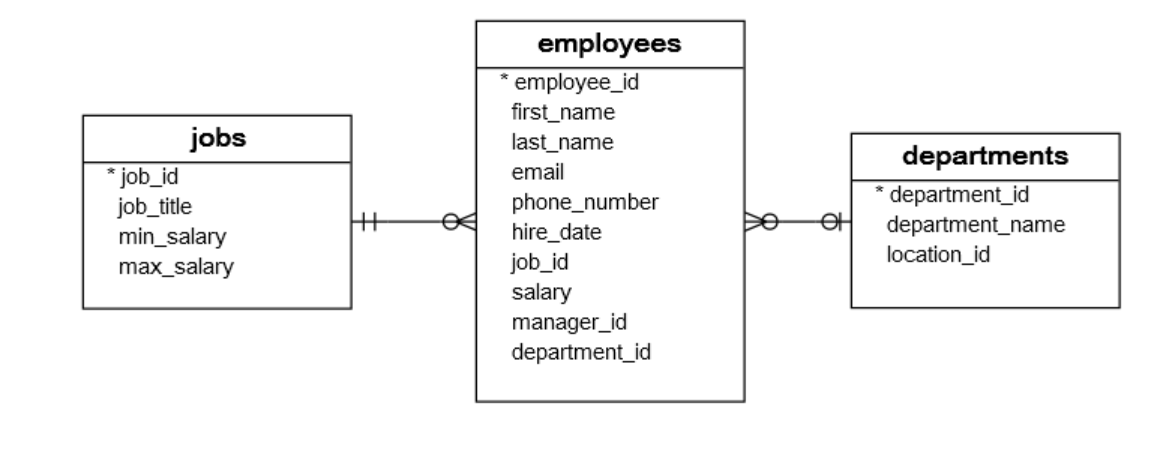 jobs
* job_id
job_title
min_salary
max_salary
employees
* employee_id
first_name
last_name
email
phone_number
hire_date
job_id
salary
manager_id
department_id
departments
* department_id
department_name
location_id